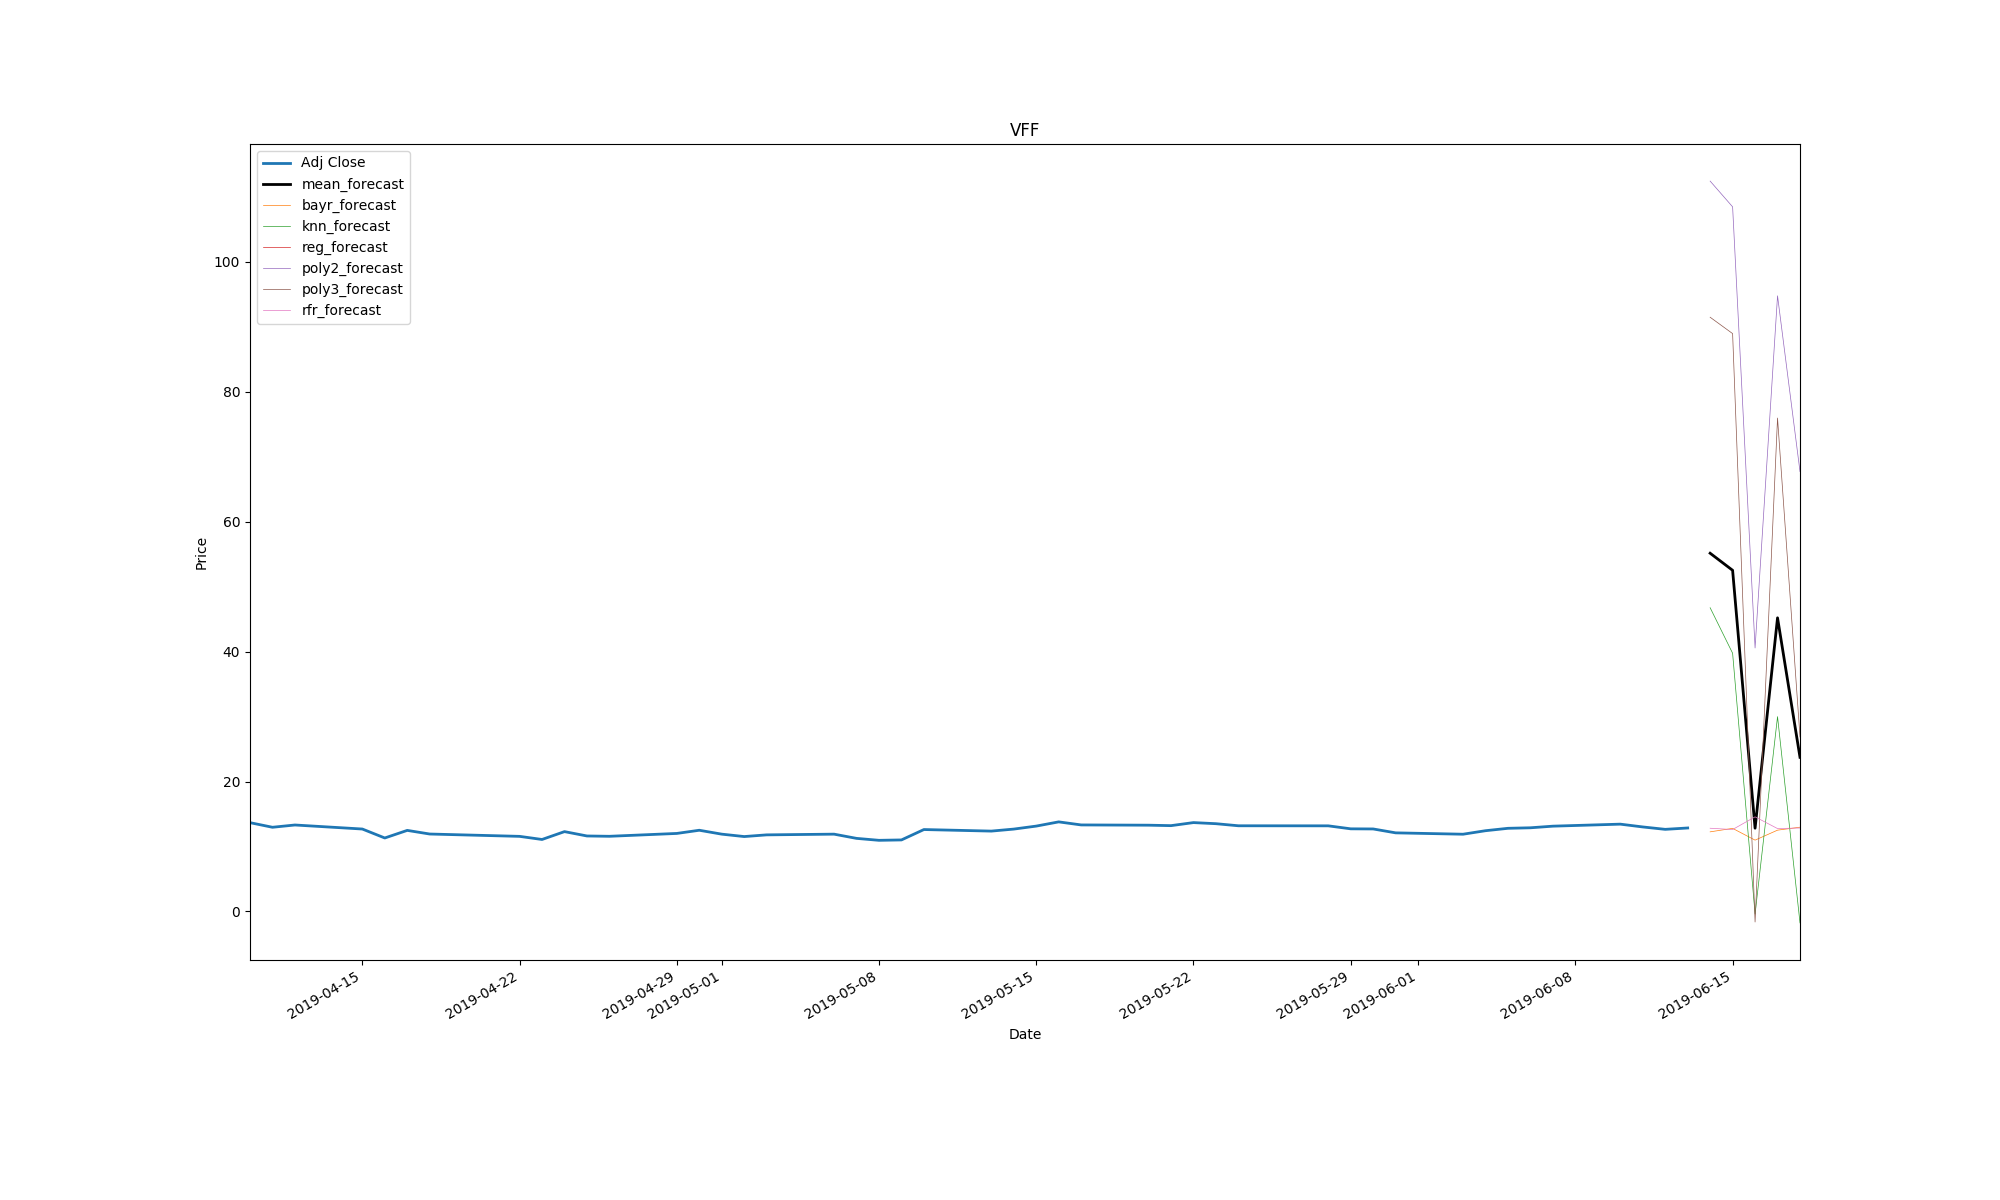 VFF
Adj Close
mean_forecast
bayr_forecast
knn_forecast
reg_forecast
poly2_forecast
poly3_forecast
rfr_forecast
100
80
60
40
20
0
Price
2019-04-15
2019-04-22
2019-04-29
2019-05-01
2019-05-08
2019-05-15
2019-05-22
2019-05-29
2019-06-01
2019-06-08
2019-06-15
Date